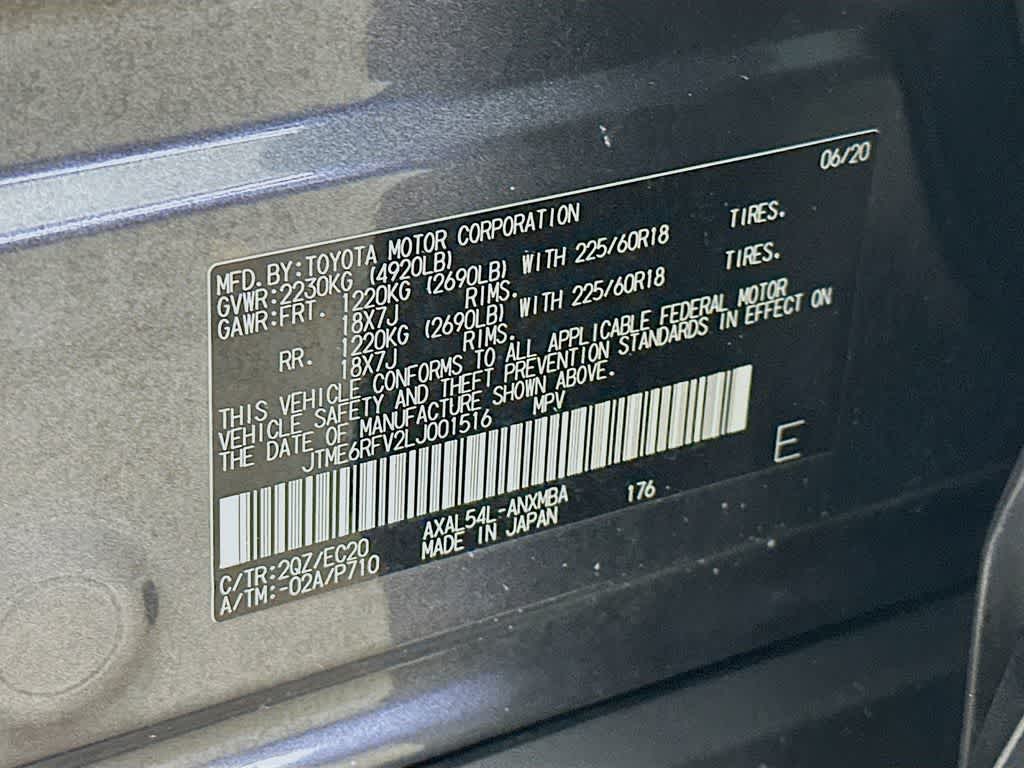 06/20
MFD.BY:TOYOTA MOTOR CORPORATION
GVWR:2230KG (4920LB)
GAWR:FRT. 1220KG (2690LB) WITH 225/60R18 TIRES.
18X7J RIMS.
RR. 1220KG (2690LB) WITH 225/60R18 TIRES.
18X7J RIMS.
THIS VEHICLE CONFORMS TO ALL APPLICABLE FEDERAL MOTOR
VEHICLE SAFETY AND THEFT PREVENTION STANDARDS IN EFFECT ON
THE DATE OF MANUFACTURE SHOWN ABOVE.
JTME6RFV2LJ001516 MPV
E
AXAL54L-ANXMBA 176
C/TR:2QZ/EC20 MADE IN JAPAN
A/TM:-02A/P710